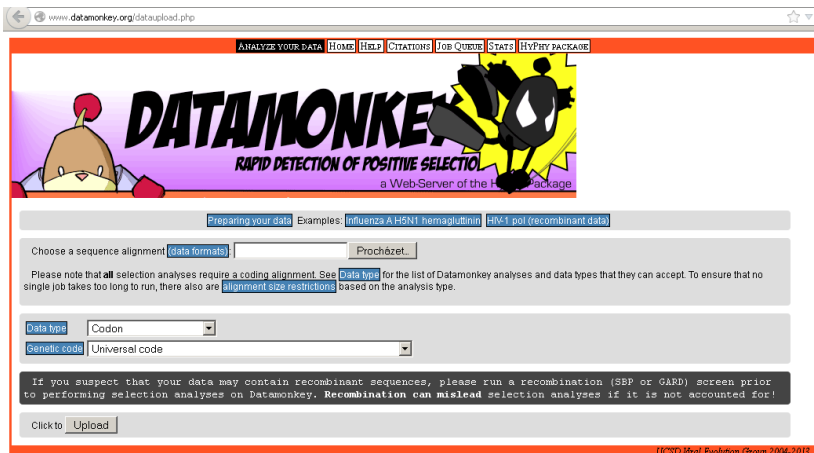 www.datamonkey.org/dataupload.php
ANALYZE YOUR DATA HOME HELP CITATIONS JOB QUEUE STATS HYPHY PACKAGE
DATAMONKEY
RAPID DETECTION OF POSITIVE SELECTIO
a Web-Server of the H Package
Preparing your data Examples: Influenza A H5N1 hemagluttinin HIV-1 pol (recombinant data)
Choose a sequence alignment (data formats): Procházet..
Please note that all selection analyses require a coding alignment. See Data type for the list of Datamonkey analyses and data types that they can accept. To ensure that no
single job takes too long to run, there also are alignment size restrictions based on the analysis type.
Data type Codon
Genetic code Universal code
If you suspect that your data may contain recombinant sequences, please run a recombination (SBP or GARD) screen prior
to performing selection analyses on Datamonkey. Recombination can mislead selection analyses if it is not accounted for!
Click to Upload
UCSD Viral Evolution Group 2004-2013